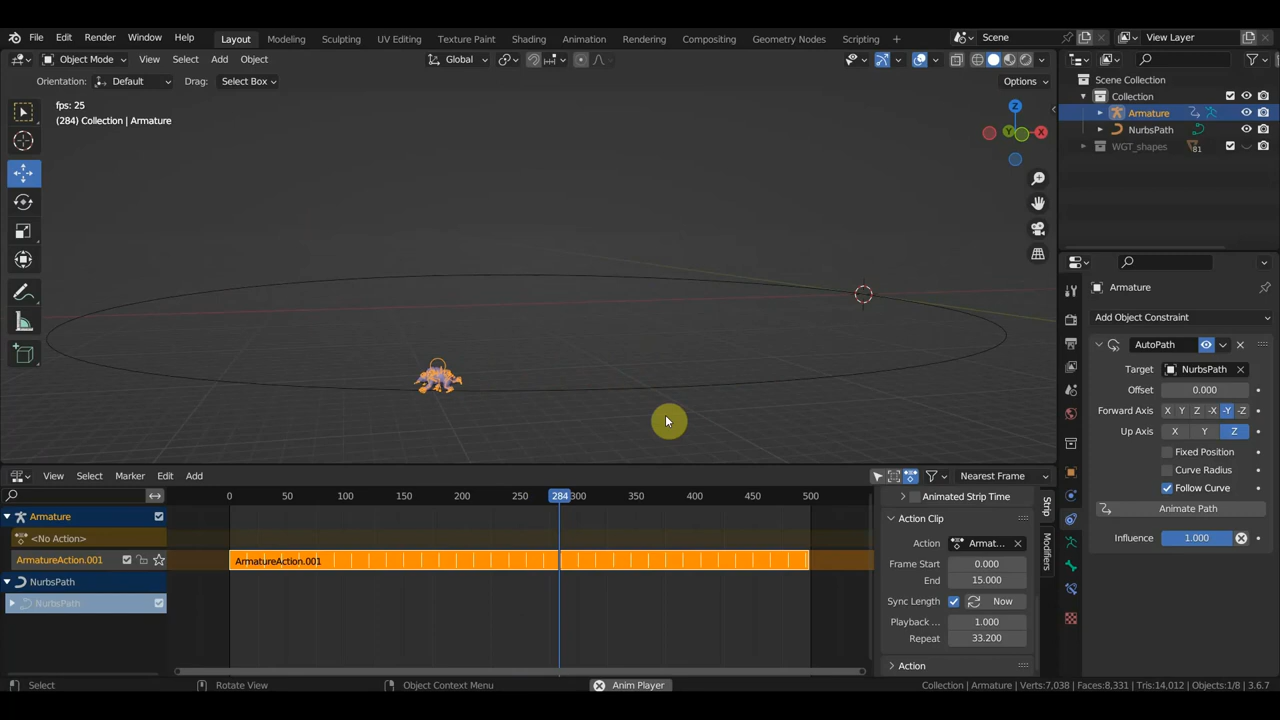 File Edit Render Window Help Layout Modeling Sculpting UV Editing Texture Paint Shading Animation Rendering Compositing Geometry Nodes Scripting + Scene View Layer
Object Mode View Select Add Object Global Options
Orientation: Default Drag: Select Box
fps: 25
(284) Collection | Armature
Z
X
Y
Scene Collection
Collection
Armature
NurbsPath
WGT_shapes 81
Armature
Add Object Constraint
AutoPath
Target NurbsPath
Offset 0.000
Forward Axis X Y Z -X -Y -Z
Up Axis X Y Z
Fixed Position
Curve Radius
Follow Curve
Animate Path
Influence 1.000
View Select Marker Edit Add Nearest Frame
0 50 100 150 200 250 284 300 350 400 450 500
Armature
<No Action>
ArmatureAction.001
ArmatureAction.001
NurbsPath
NurbsPath
Animated Strip Time
Action Clip
Action Armat...
Frame Start 0.000
End 15.000
Sync Length Now
Playback ... 1.000
Repeat 33.200
Action
Strip
Modifiers
Select Rotate View Object Context Menu Anim Player Collection | Armature | Verts:7,038 | Faces:8,331 | Tris:14,012 | Objects:1/8 | 3.6.7